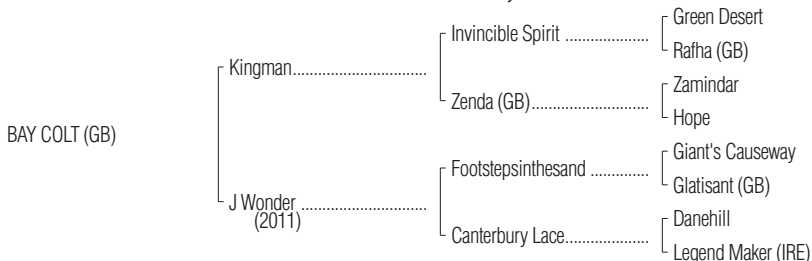 Green Desert
Invincible Spirit ....................
Rafha (GB)
Kingman................................
Zamindar
Zenda (GB)............................
Hope
BAY COLT (GB)
Giant's Causeway
Footstepsinthesand ..............
Glatisant (GB)
J Wonder ..............................
(2011)
Danehill
Canterbury Lace....................
Legend Maker (IRE)